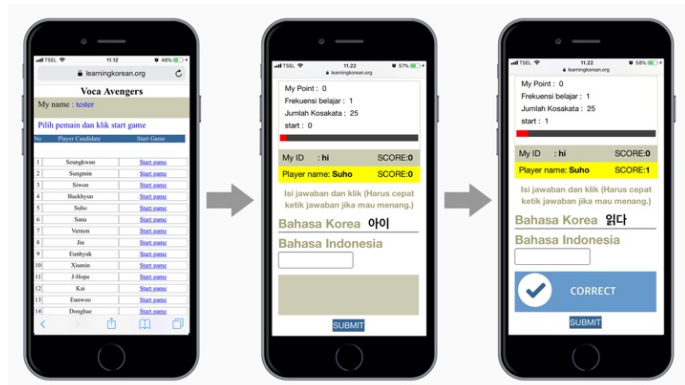 TSEL 11.12 48%
learningkorean.org
Voca Avengers
My name : tester
Pilih pemain dan klik start game
No Player Candidate Start Game
1 Seungkwan Start game
2 Sungmin Start game
3 Siwon Start game
4 Baekhyun Start game
5 Suho Start game
6 Sana Start game
7 Vernon Start game
8 Jin Start game
9 Eunhyuk Start game
10 Xiumin Start game
11 J-Hope Start game
12 Kai Start game
13 Eunwoo Start game
14 Donghae Start game
TSEL 11.22 57%
learningkorean.org
My Point : 0
Frekuensi belajar : 1
Jumlah Kosakata : 25
start : 0
My ID : hi SCORE:0
Player name: Suho SCORE:0
Isi jawaban dan klik (Harus cepat
ketik jawaban jika mau menang.)
Bahasa Korea 아이
Bahasa Indonesia
SUBMIT
TSEL 11.22 58%
learningkorean.org
My Point : 0
Frekuensi belajar : 1
Jumlah Kosakata : 25
start : 1
My ID : hi SCORE:0
Player name: Suho SCORE:1
Isi jawaban dan klik (Harus cepat
ketik jawaban jika mau menang.)
Bahasa Korea 읽다
Bahasa Indonesia
CORRECT
SUBMIT